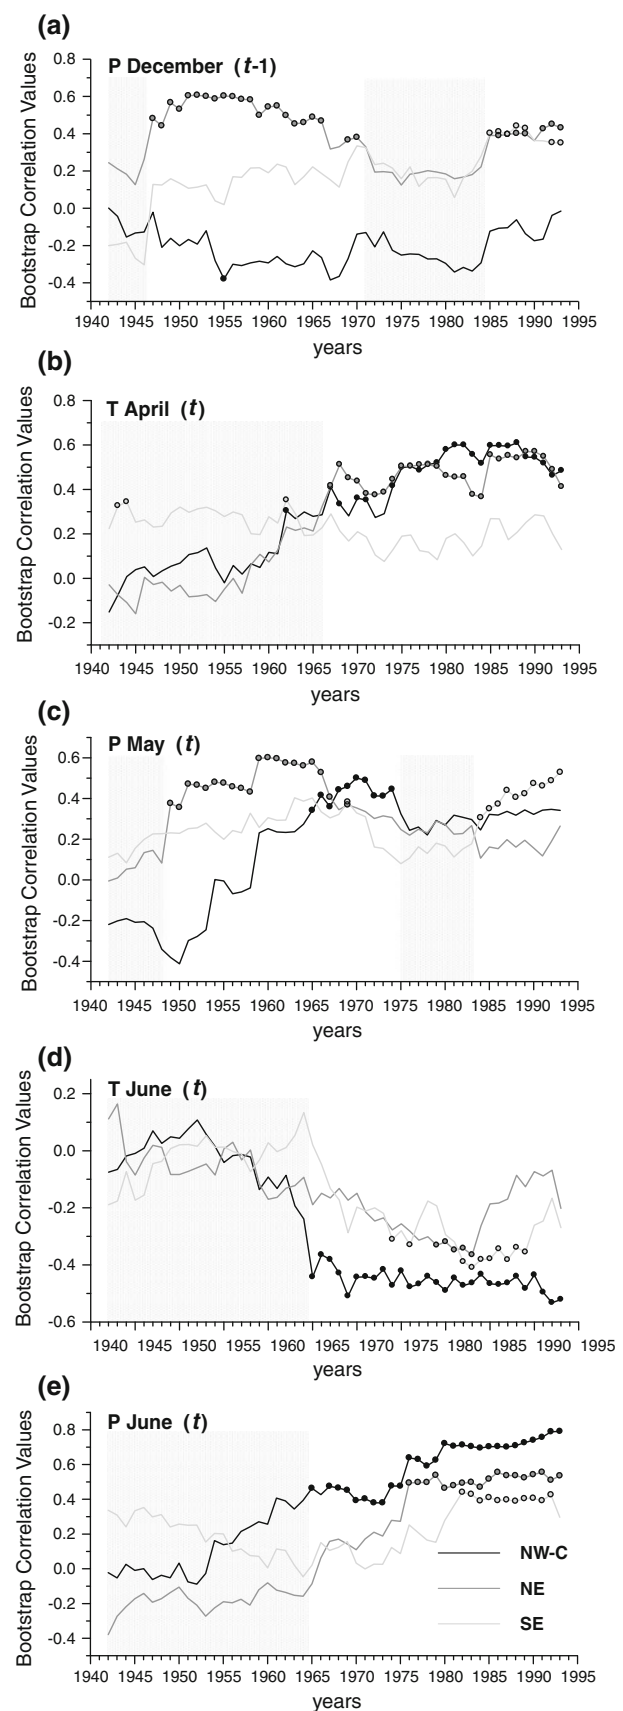 (a)
P December (t-1)
Bootstrap Correlation Values
0.8
0.6
0.4
0.2
0.0
-0.2
-0.4
1940 1945 1950 1955 1960 1965 1970 1975 1980 1985 1990 1995
years
(b)
T April (t)
Bootstrap Correlation Values
0.8
0.6
0.4
0.2
0.0
-0.2
1940 1945 1950 1955 1960 1965 1970 1975 1980 1985 1990 1995
years
(c)
P May (t)
Bootstrap Correlation Values
0.6
0.4
0.2
0.0
-0.2
-0.4
1940 1945 1950 1955 1960 1965 1970 1975 1980 1985 1990 1995
years
(d)
T June (t)
Bootstrap Correlation Values
0.2
0.0
-0.2
-0.4
-0.6
1940 1945 1950 1955 1960 1965 1970 1975 1980 1985 1990 1995
years
(e)
P June (t)
Bootstrap Correlation Values
0.8
0.6
0.4
0.2
0.0
-0.2
-0.4
NW-C
NE
SE
1940 1945 1950 1955 1960 1965 1970 1975 1980 1985 1990 1995
years